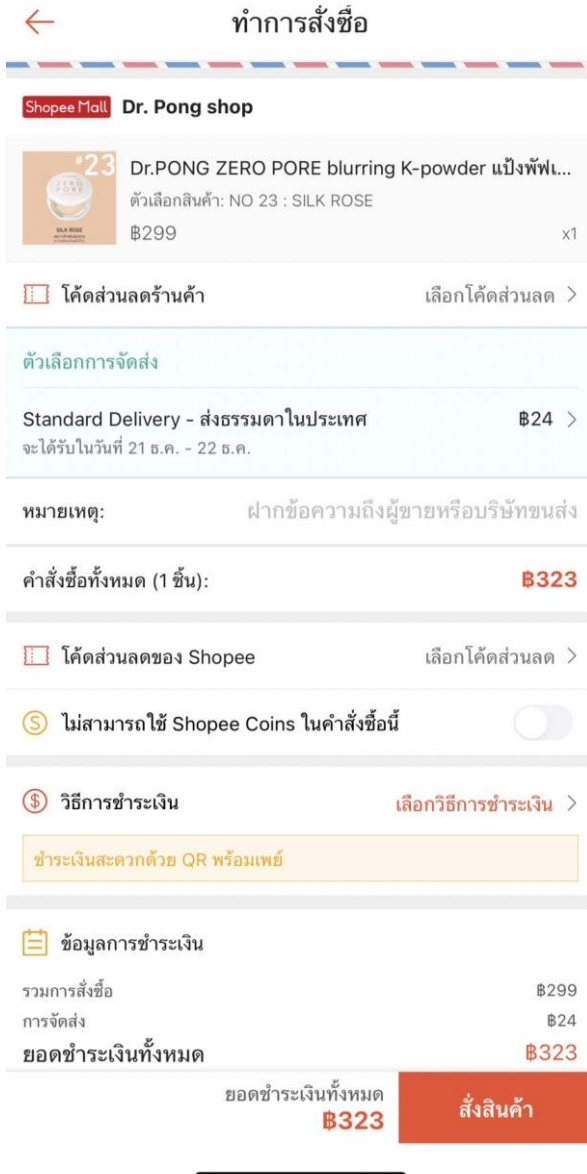 ทำการสั่งซื้อ
Shopee Mall Dr. Pong shop
#23
ZERO
PORE
SILK ROSE
Dr.PONG ZERO PORE blurring K-powder แป้งพัฟเ...
ตัวเลือกสินค้า: NO 23 : SILK ROSE
฿299 x1
โค้ดส่วนลดร้านค้า เลือกโค้ดส่วนลด >
ตัวเลือกการจัดส่ง
Standard Delivery - ส่งธรรมดาในประเทศ ฿24 >
จะได้รับในวันที่ 21 ธ.ค. - 22 ธ.ค.
หมายเหตุ: ฝากข้อความถึงผู้ขายหรือบริษัทขนส่ง
คำสั่งซื้อทั้งหมด (1 ชิ้น): ฿323
โค้ดส่วนลดของ Shopee เลือกโค้ดส่วนลด >
ไม่สามารถใช้ Shopee Coins ในคำสั่งซื้อนี้
วิธีการชำระเงิน เลือกวิธีการชำระเงิน >
ชำระเงินสะดวกด้วย QR พร้อมเพย์
ข้อมูลการชำระเงิน
รวมการสั่งซื้อ ฿299
การจัดส่ง ฿24
ยอดชำระเงินทั้งหมด ฿323
ยอดชำระเงินทั้งหมด
฿323
สั่งสินค้า